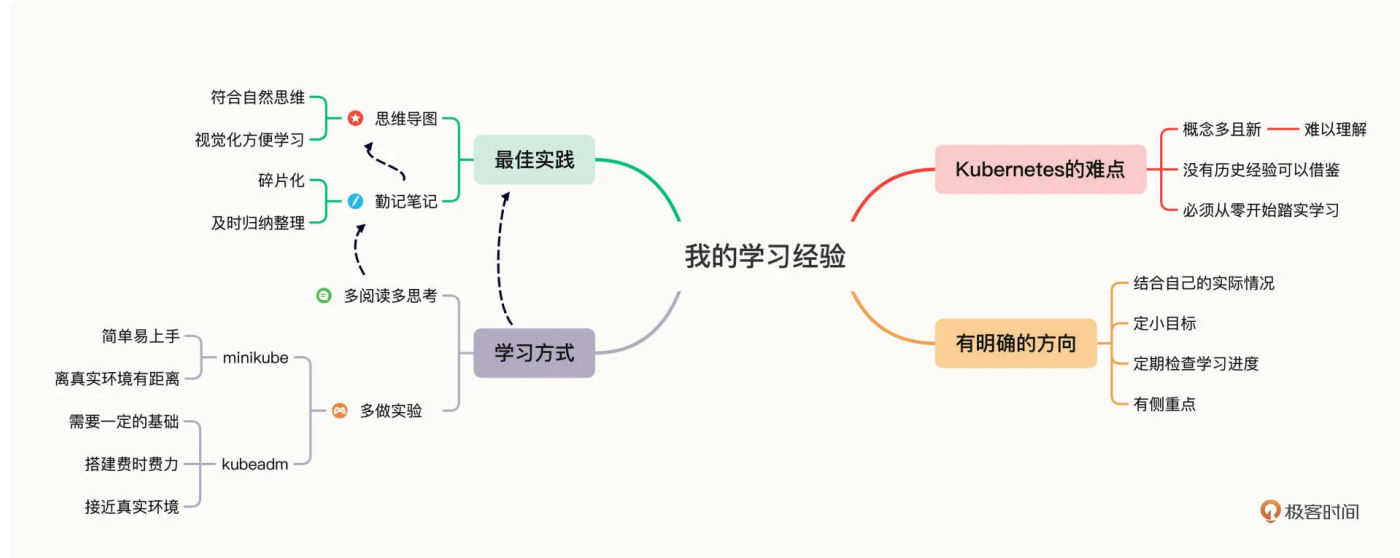 我的学习经验
Kubernetes的难点
概念多且新
难以理解
没有历史经验可以借鉴
必须从零开始踏实学习
有明确的方向
结合自己的实际情况
定小目标
定期检查学习进度
有侧重点
最佳实践
思维导图
符合自然思维
视觉化方便学习
勤记笔记
碎片化
及时归纳整理
学习方式
多阅读多思考
多做实验
minikube
简单易上手
离真实环境有距离
kubeadm
需要一定的基础
搭建费时费力
接近真实环境
极客时间